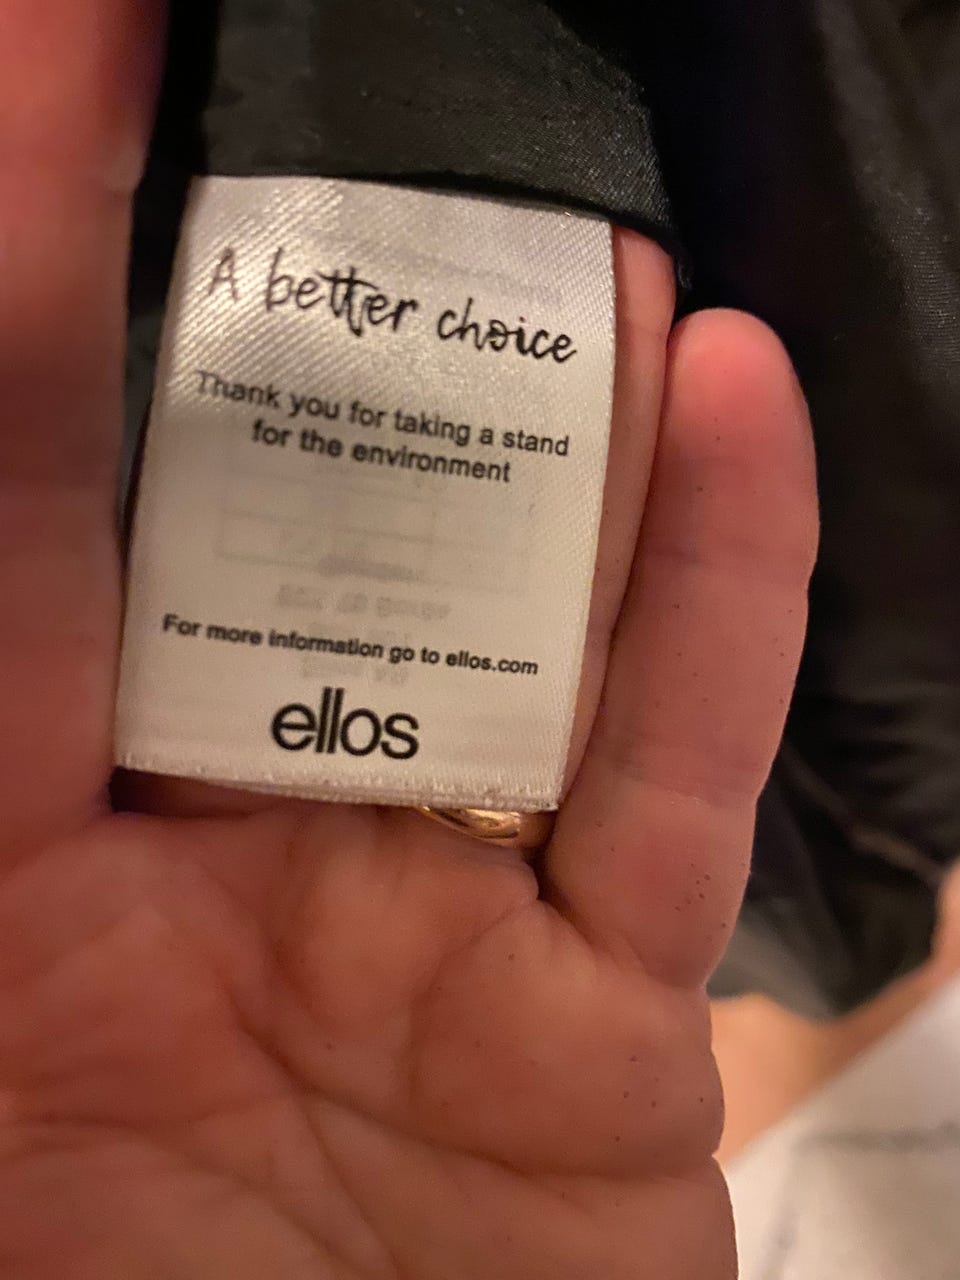 A better choice
Thank you for taking a stand
for the environment
For more information go to ellos.com
ellos